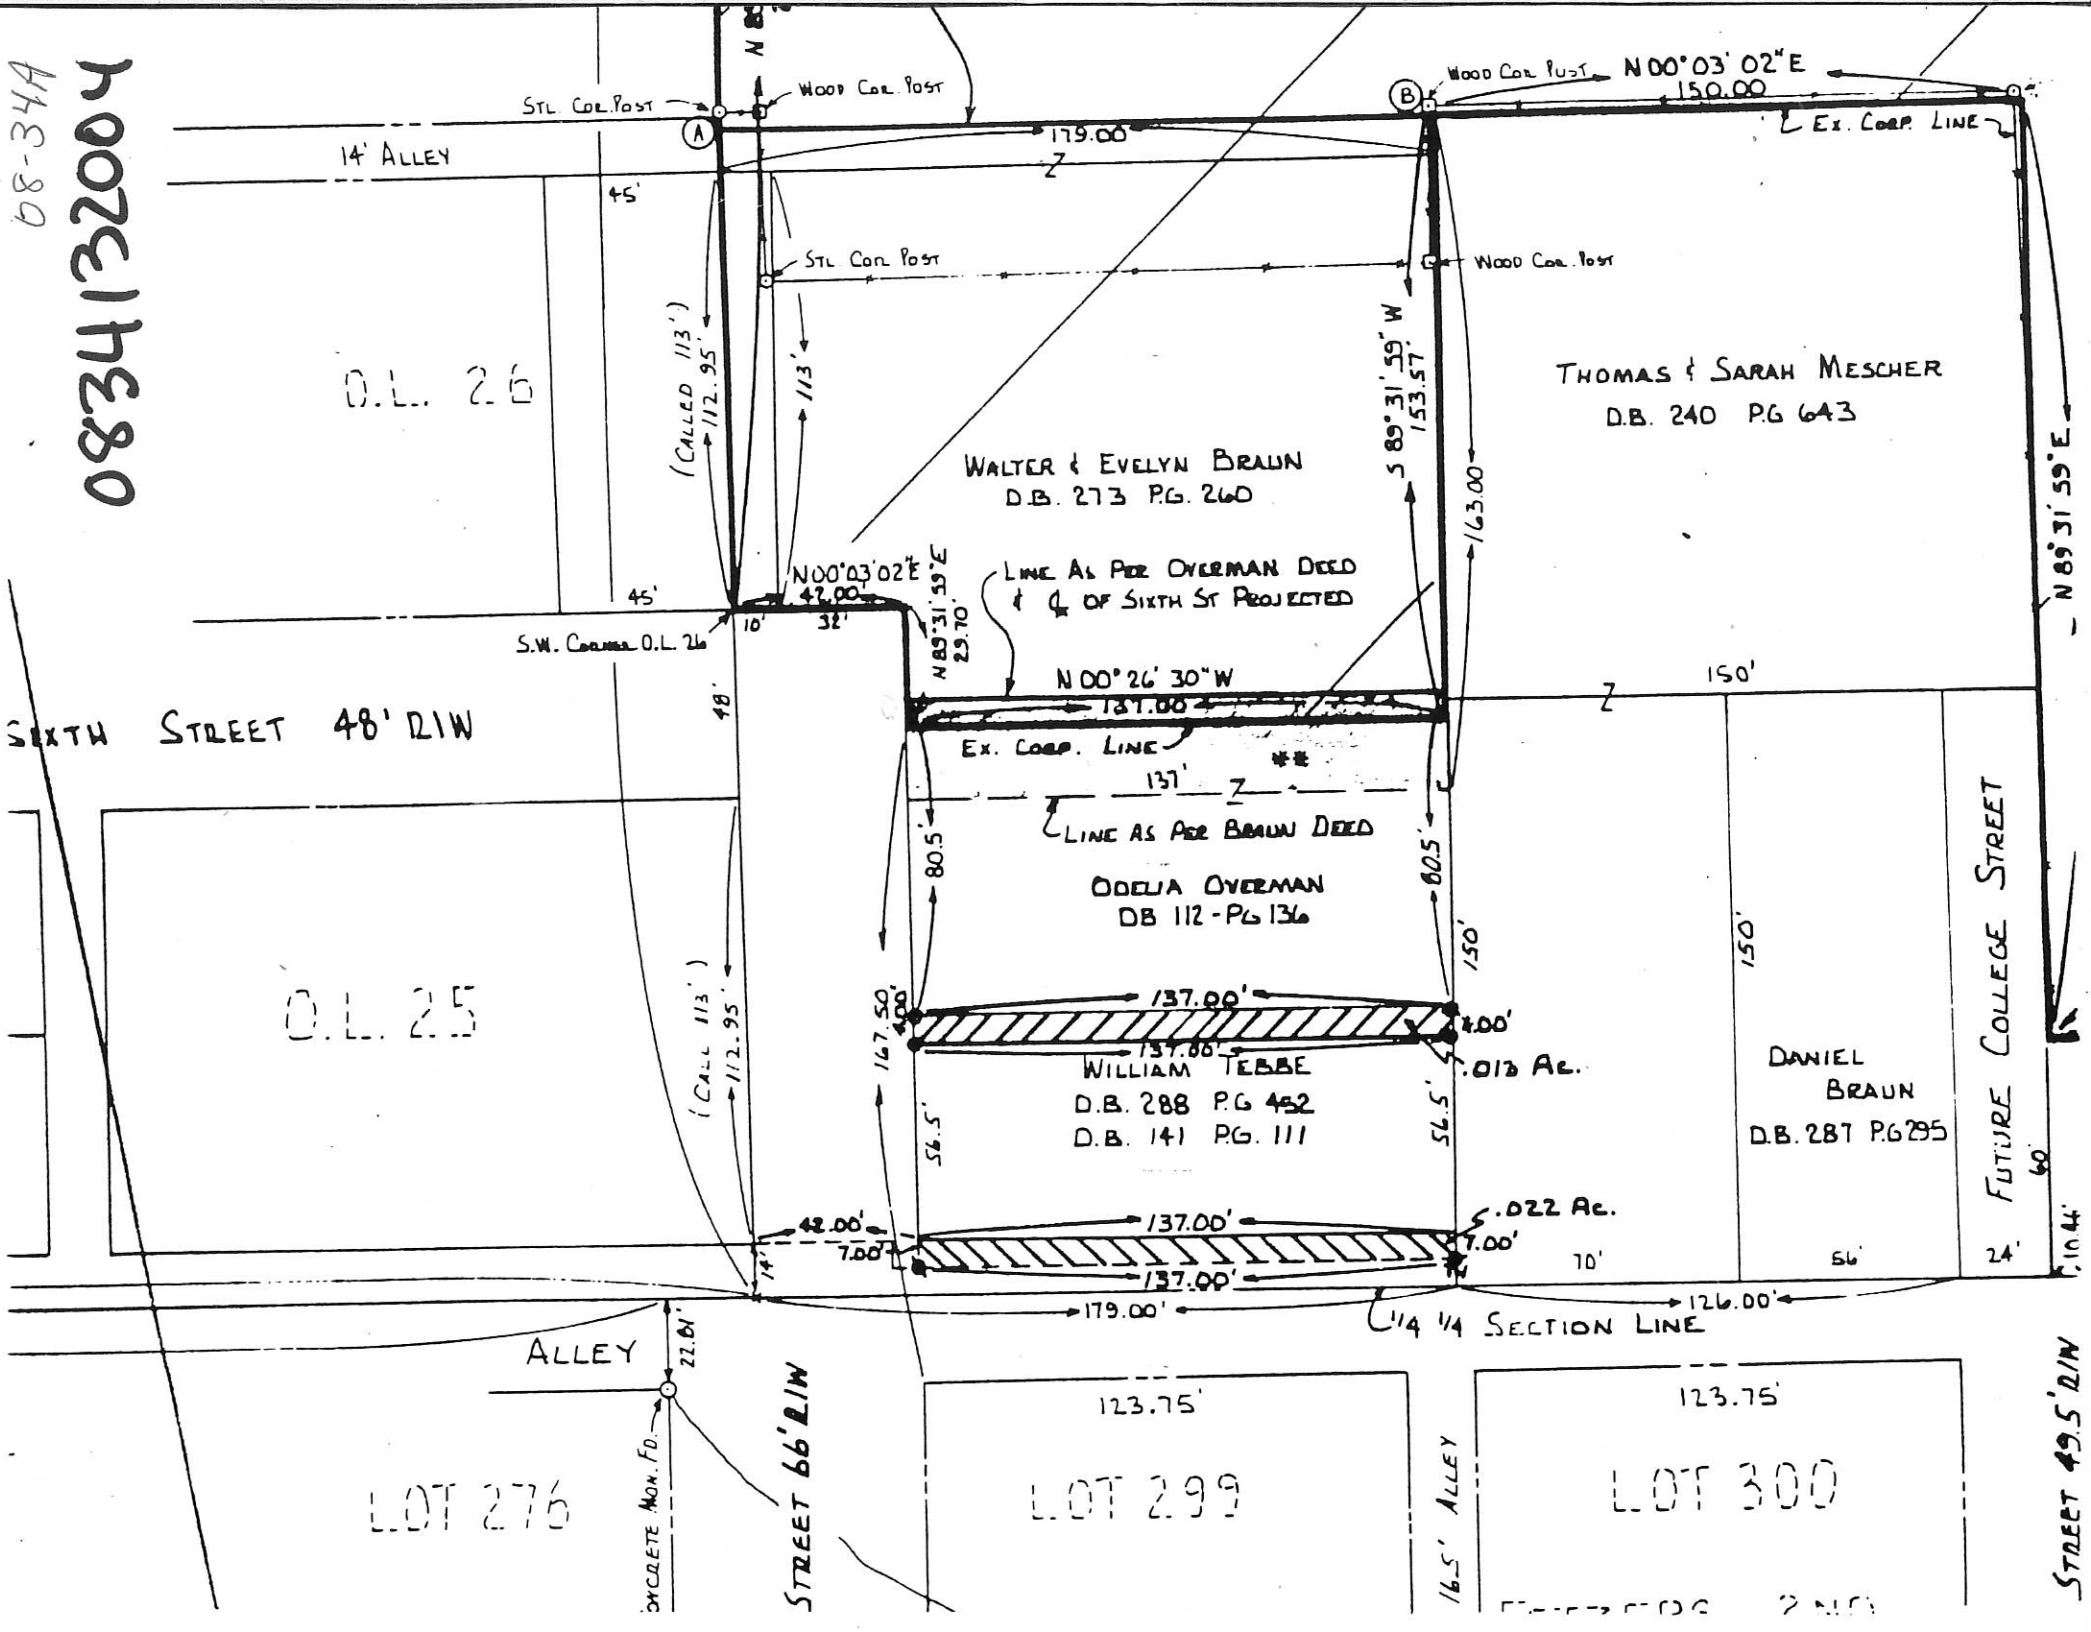 08-34A
0834132004
N 8
STL. COR. POST
WOOD COR. POST
WOOD COR POST
N 00° 03' 02" E
150.00
A
B
179.00
EX. CORP. LINE
14' ALLEY
Z
45'
STL COR POST
WOOD COR. POST
O.L. 26
(CALLED 113')
112.95'
113'
S 89° 31' 59" W
153.57'
163.00
THOMAS & SARAH MESCHER
D.B. 240 P.G 643
WALTER & EVELYN BRAUN
D.B. 273 P.G. 260
N 89° 31' 59" E
N 00° 03' 02" E
42.00'
N 89° 31' 59" E
29.70'
LINE AS PER OVERMAN DEED
& ℄ OF SIXTH ST PROJECTED
45'
10'
32'
S.W. CORNER O.L. 26
48'
N 00° 26' 30" W
137.00'
150'
Z
SIXTH STREET 48' R/W
EX. CORP. LINE
**
137'
Z
LINE AS PER BRAUN DEED
80.5'
80.5'
ODELIA OVERMAN
DB 112 - PG 136
150'
150'
FUTURE COLLEGE STREET
O.L. 25
(CALL 113')
112.95'
167.50'
4.00'
137.00'
4.00'
137.00'
.013 AC.
WILLIAM TEBBE
D.B. 288 P.G 452
D.B. 141 P.G. 111
56.5'
56.5'
DANIEL
BRAUN
D.B. 287 P.G 295
60'
42.00'
137.00'
.022 AC.
7.00'
7.00'
14'
137.00'
70'
56'
24'
179.00'
126.00'
1/4 1/4 SECTION LINE
ALLEY
22.81'
CONCRETE MON. FD.
STREET 66' R/W
123.75'
LOT 276
LOT 299
16.5' ALLEY
123.75'
LOT 300
STREET 49.5' R/W
2ND